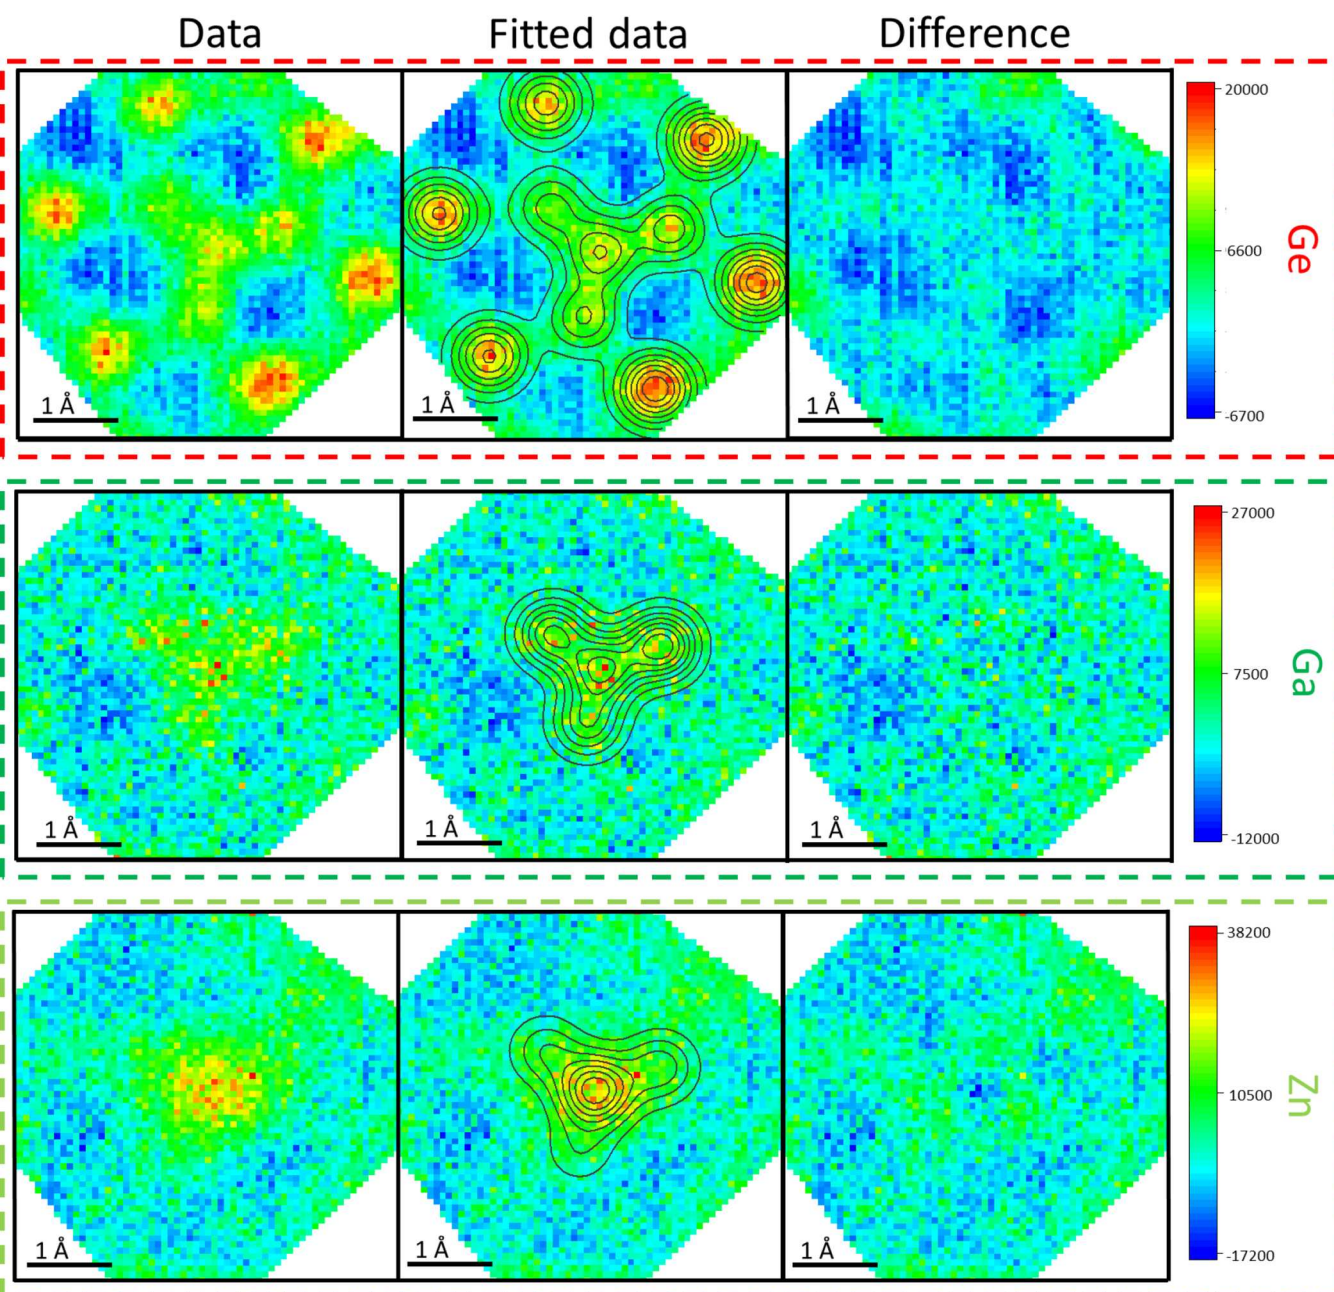 Data Fitted data Difference
20000
6600
-6700
Ge
1 Å 1 Å 1 Å
27000
7500
-12000
Ga
1 Å 1 Å 1 Å
38200
10500
-17200
Zn
1 Å 1 Å 1 Å